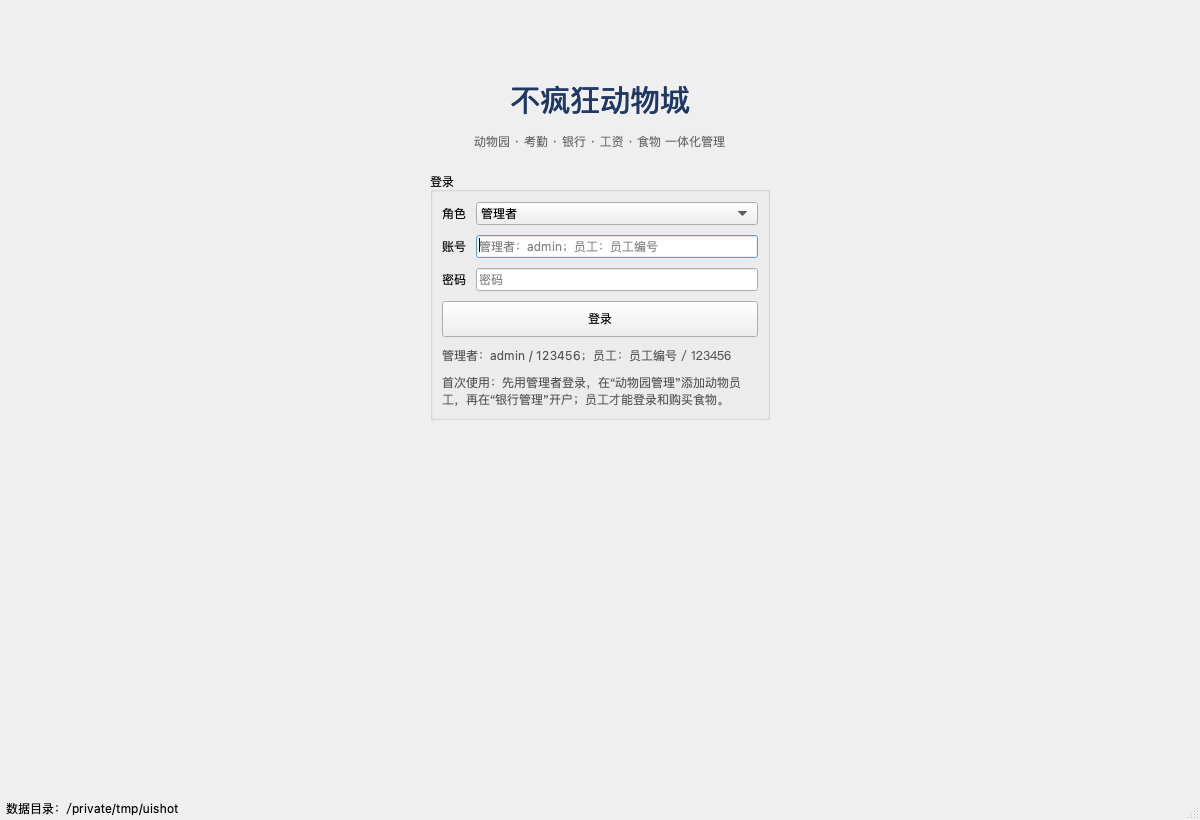 不疯狂动物城
动物园 · 考勤 · 银行 · 工资 · 食物 一体化管理
登录
角色 管理者
账号 管理者：admin；员工：员工编号
密码 密码
登录
管理者：admin / 123456；员工：员工编号 / 123456
首次使用：先用管理者登录，在“动物园管理”添加动物员
工，再在“银行管理”开户；员工才能登录和购买食物。
数据目录：/private/tmp/uishot